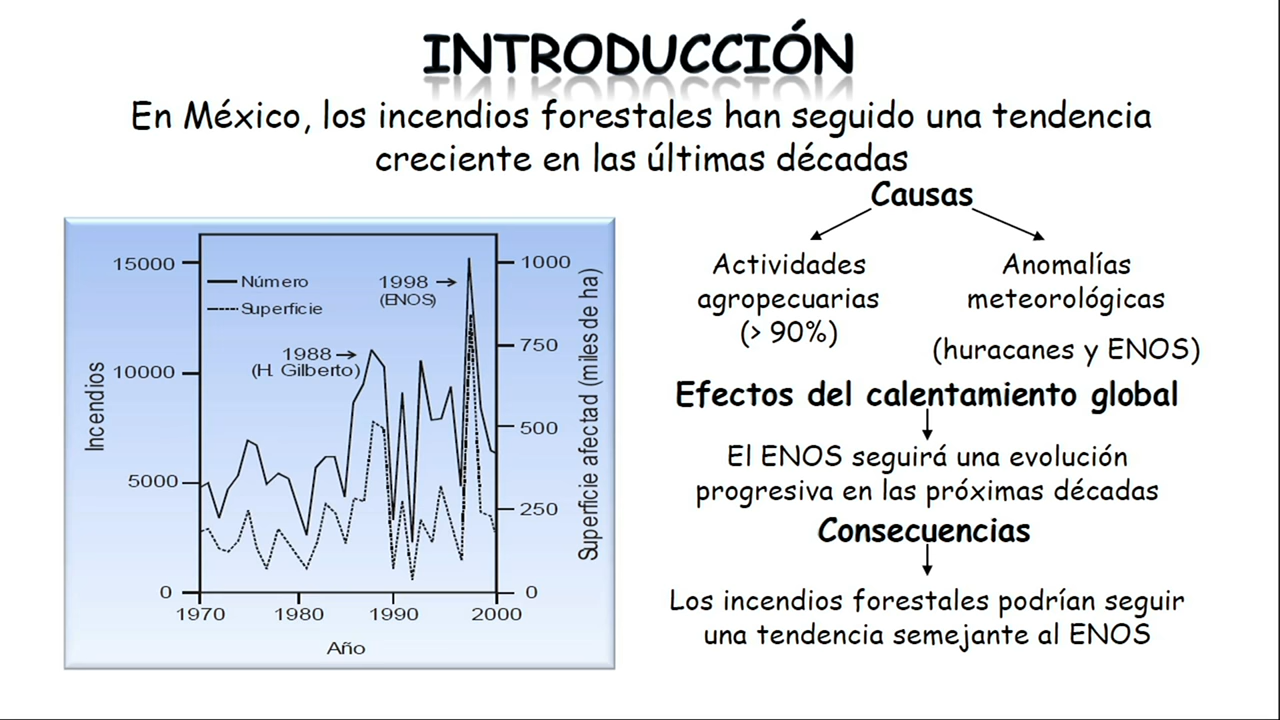 INTRODUCCIÓN
En México, los incendios forestales han seguido una tendencia
creciente en las últimas décadas
Causas
Actividades
agropecuarias
(> 90%)
Anomalías
meteorológicas
(huracanes y ENOS)
Efectos del calentamiento global
El ENOS seguirá una evolución
progresiva en las próximas décadas
Consecuencias
Los incendios forestales podrían seguir
una tendencia semejante al ENOS
Incendios
15000
10000
5000
0
Número
Superficie
1998
(ENOS)
1988
(H. Gilberto)
1000
750
500
250
0
Superficie afectad (miles de ha)
1970
1980
1990
2000
Año